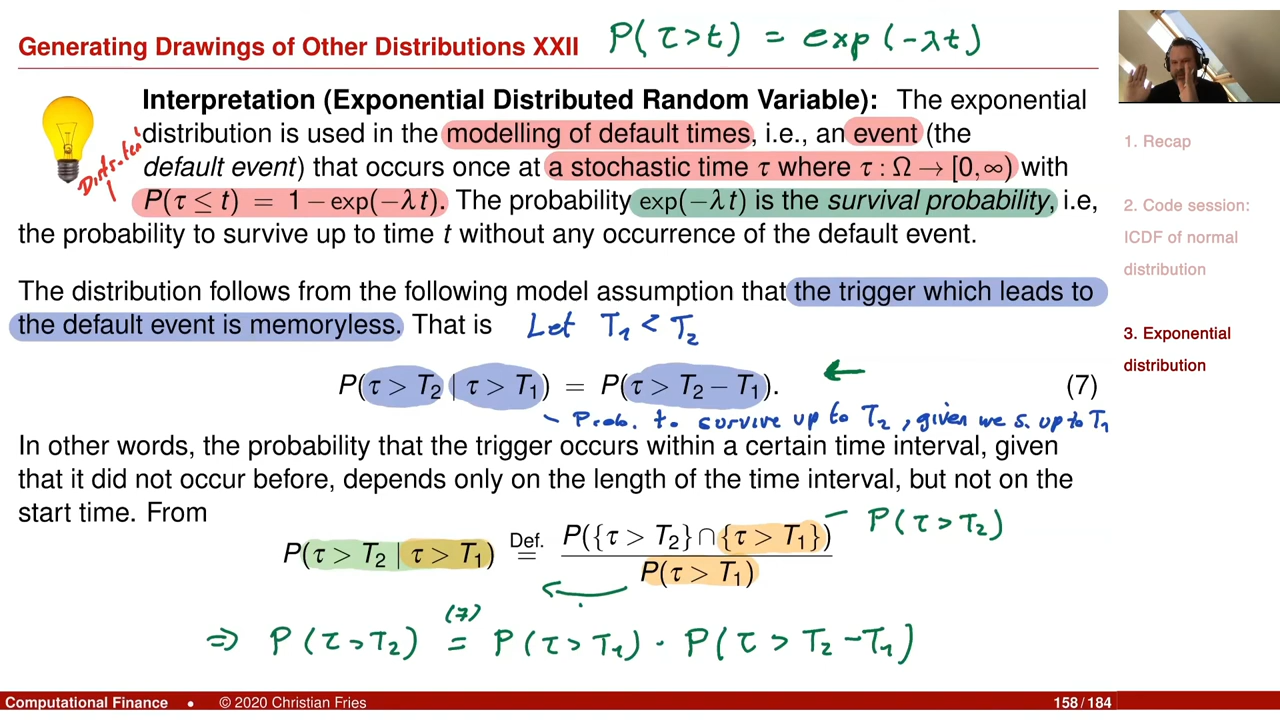 Generating Drawings of Other Distributions XXII P(τ>t) = exp(-λt)
Interpretation (Exponential Distributed Random Variable): The exponential
distribution is used in the modelling of default times, i.e., an event (the
default event) that occurs once at a stochastic time τ where τ : Ω → [0,∞) with
P(τ ≤ t) = 1 − exp(−λ t). The probability exp(−λt) is the survival probability, i.e,
the probability to survive up to time t without any occurrence of the default event.
The distribution follows from the following model assumption that the trigger which leads to
the default event is memoryless. That is Let T₁ < T₂
P(τ > T₂ | τ > T₁) = P(τ > T₂ − T₁). ← (7)
Prob. to survive up to T₂, given we s. up to T₁
In other words, the probability that the trigger occurs within a certain time interval, given
that it did not occur before, depends only on the length of the time interval, but not on the
start time. From
P(τ > T₂ | τ > T₁) Def. = P({τ > T₂} ∩ {τ > T₁}) – P(τ > T₂)
P(τ > T₁)
(7)
⇒ P(τ > T₂) = P(τ > T₁) · P(τ > T₂ − T₁)
1. Recap
2. Code session:
ICDF of normal
distribution
3. Exponential
distribution
Computational Finance • © 2020 Christian Fries 158 / 184